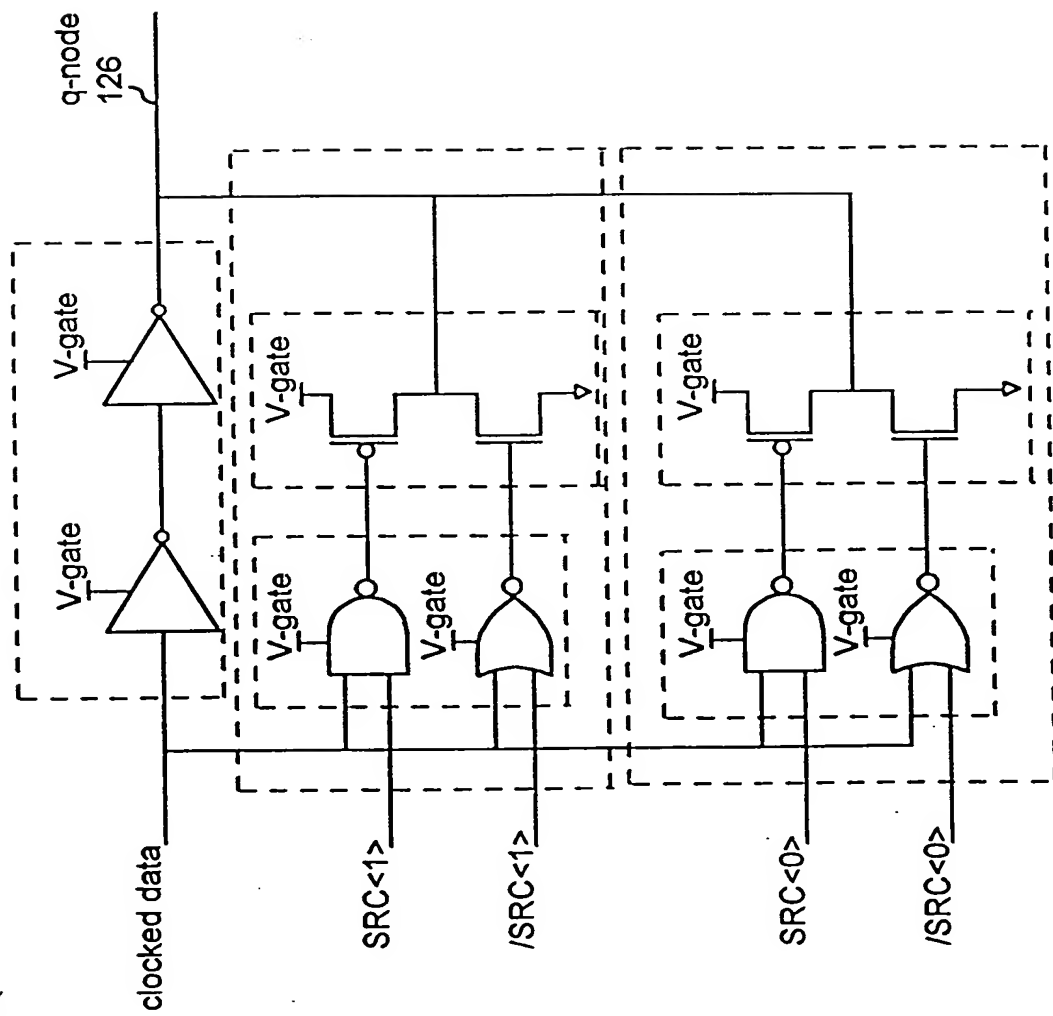 q-node
126
V-gate
V-gate
clocked data
V-gate
V-gate
V-gate
SRC<1>
/SRC<1>
V-gate
V-gate
V-gate
SRC<0>
/SRC<0>